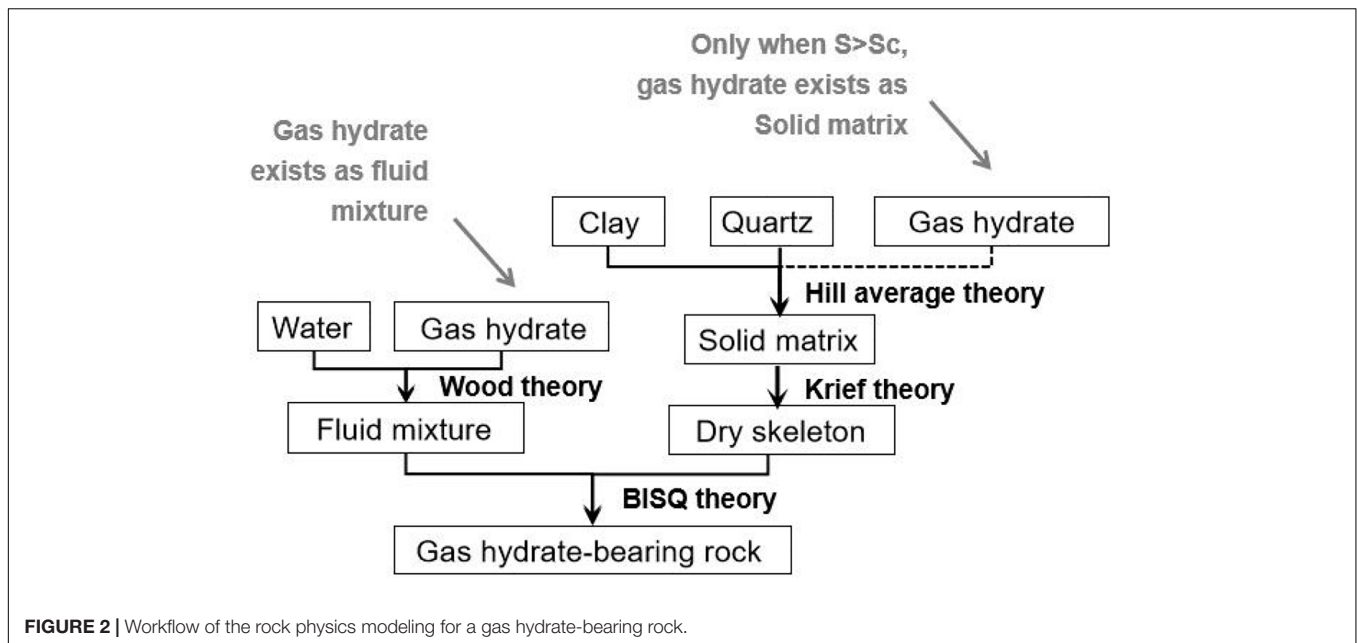 Only when S>Sc,
gas hydrate exists as
Solid matrix
Gas hydrate
exists as fluid
mixture
Clay
Quartz
Gas hydrate
Hill average theory
Water
Gas hydrate
Solid matrix
Wood theory
Krief theory
Fluid mixture
Dry skeleton
BISQ theory
Gas hydrate-bearing rock
FIGURE 2 | Workflow of the rock physics modeling for a gas hydrate-bearing rock.